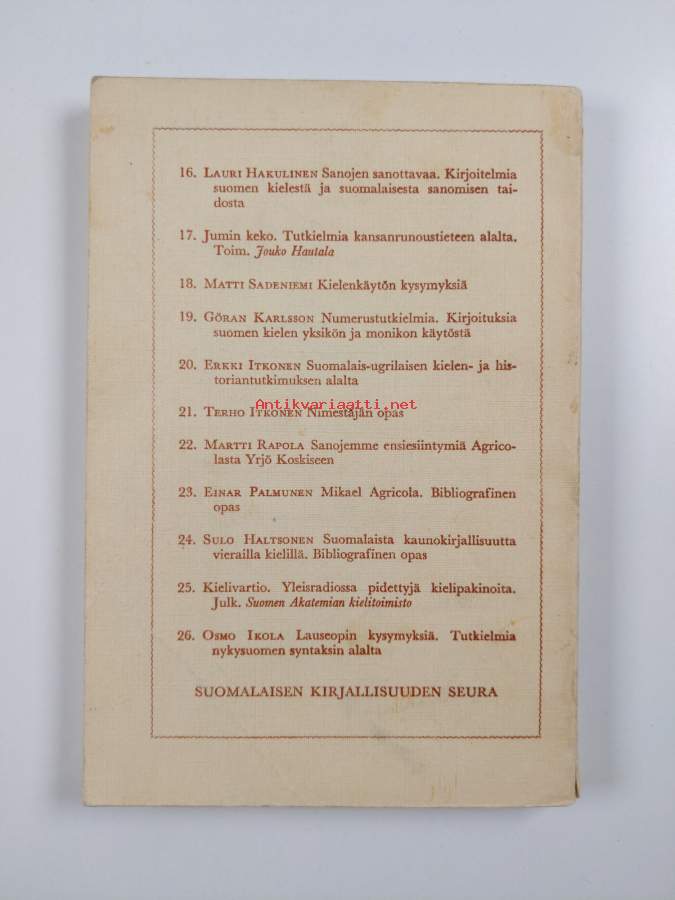 16. LAURI HAKULINEN Sanojen sanottavaa. Kirjoitelmia
suomen kielestä ja suomalaisesta sanomisen tai-
dosta
17. Jumin keko. Tutkielmia kansanrunoustieteen alalta.
Toim. Jouko Hautala
18. MATTI SADENIEMI Kielenkäytön kysymyksiä
19. GÖRAN KARLSSON Numerustutkielmia. Kirjoituksia
suomen kielen yksikön ja monikon käytöstä
20. ERKKI ITKONEN Suomalais-ugrilaisen kielen- ja his-
toriantutkimuksen alalta
Antikvariaatti.net
21. TERHO ITKONEN Nimestäjän opas
22. MARTTI RAPOLA Sanojemme ensiesiintymiä Agrico-
lasta Yrjö Koskiseen
23. EINAR PALMUNEN Mikael Agricola. Bibliografinen
opas
24. SULO HALTSONEN Suomalaista kaunokirjallisuutta
vierailla kielillä. Bibliografinen opas
25. Kielivartio. Yleisradiossa pidettyjä kielipakinoita.
Julk. Suomen Akatemian kielitoimisto
26. OSMO IKOLA Lauseopin kysymyksiä. Tutkielmia
nykysuomen syntaksin alalta
SUOMALAISEN KIRJALLISUUDEN SEURA